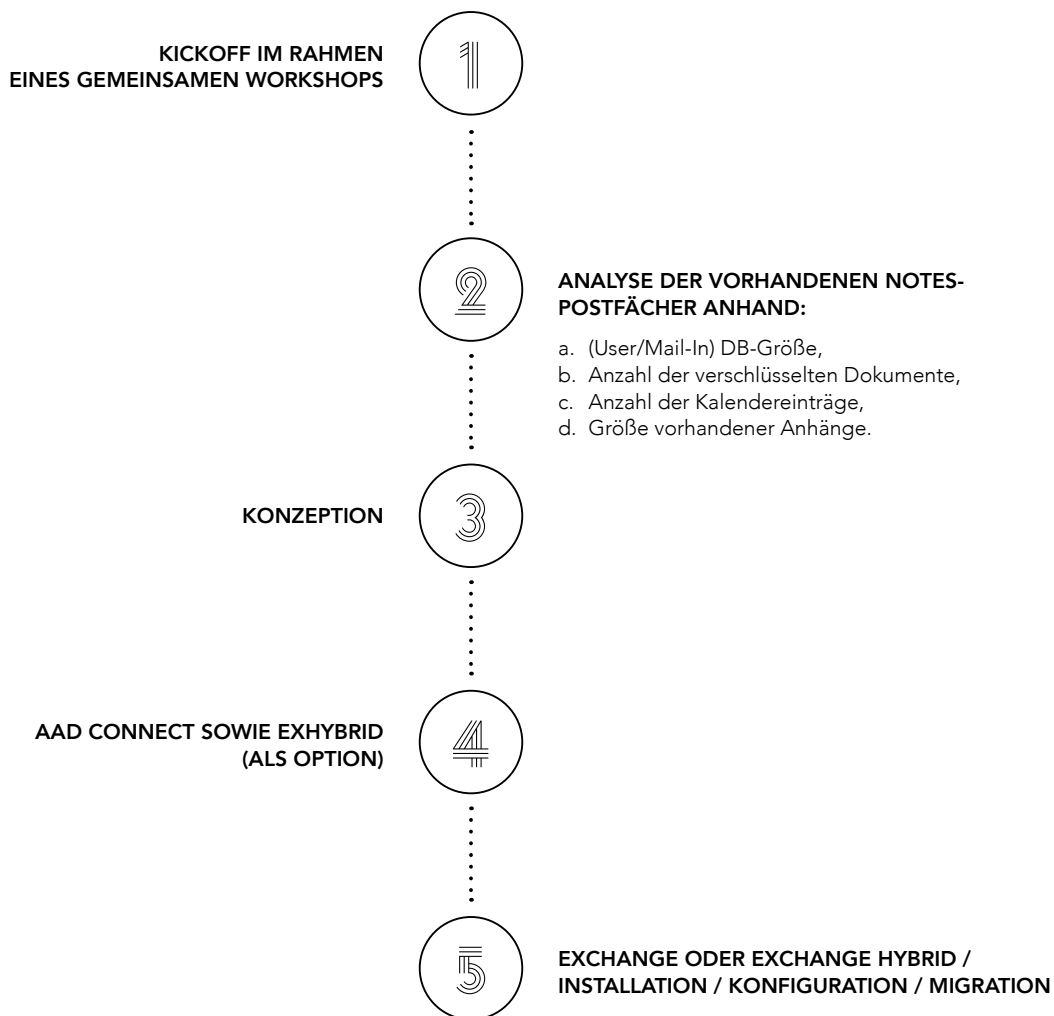 KICKOFF IM RAHMEN
EINES GEMEINSAMEN WORKSHOPS
1
2
ANALYSE DER VORHANDENEN NOTES-
POSTFÄCHER ANHAND:
a. (User/Mail-In) DB-Größe,
b. Anzahl der verschlüsselten Dokumente,
c. Anzahl der Kalendereinträge,
d. Größe vorhandener Anhänge.
KONZEPTION
3
AAD CONNECT SOWIE EXHYBRID
(ALS OPTION)
4
5
EXCHANGE ODER EXCHANGE HYBRID /
INSTALLATION / KONFIGURATION / MIGRATION